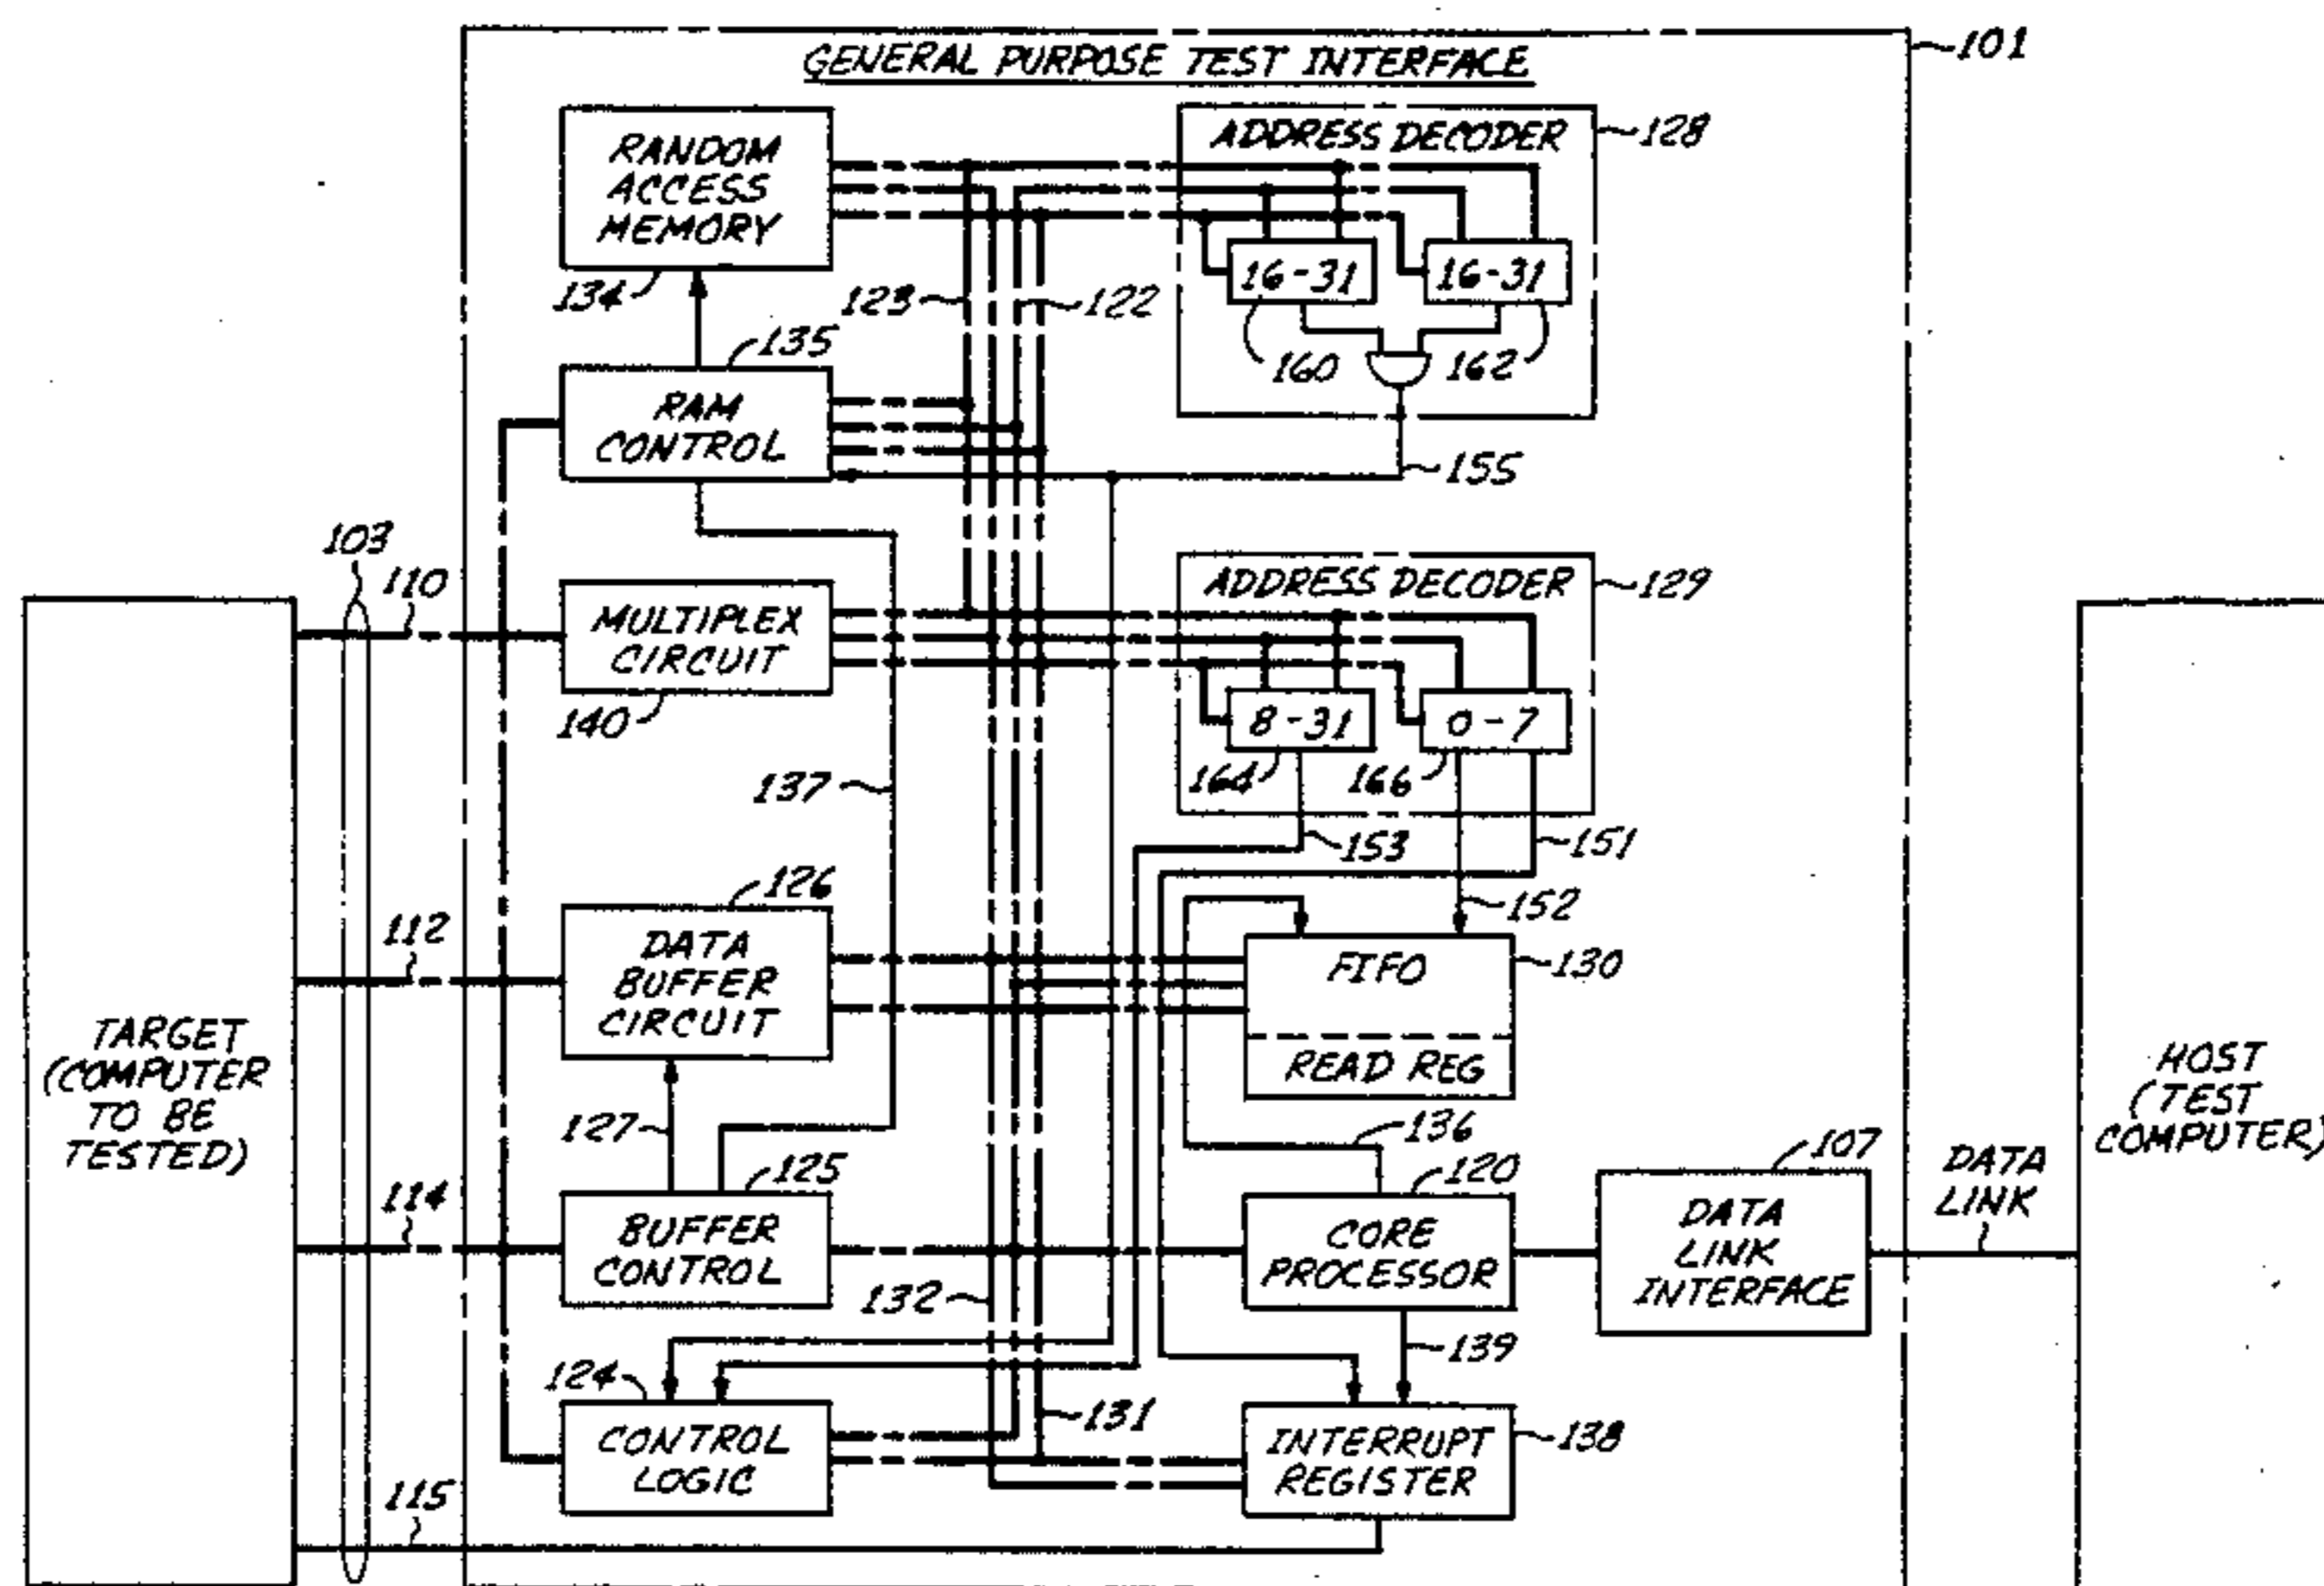 GENERAL PURPOSE TEST INTERFACE
101
RANDOM
ACCESS
MEMORY
134
ADDRESS DECODER
128
16-31
16-31
160
162
123
122
135
RAM
CONTROL
155
103
110
MULTIPLEX
CIRCUIT
140
ADDRESS DECODER
129
8-31
0-7
164
166
137
153
151
152
112
126
DATA
BUFFER
CIRCUIT
FIFO
READ REG
130
TARGET
(COMPUTER
TO BE
TESTED)
127
136
114
125
BUFFER
CONTROL
132
120
CORE
PROCESSOR
107
DATA
LINK
INTERFACE
DATA
LINK
HOST
(TEST
COMPUTER)
139
124
CONTROL
LOGIC
131
INTERRUPT
REGISTER
138
115